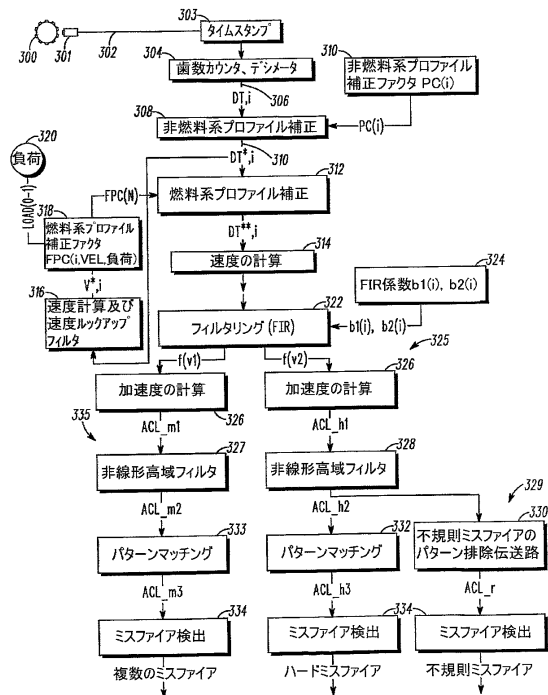 303
タイムスタンプ
300
301
302
304
歯数カウンタ、デシメータ
310
非燃料系プロファイル
補正ファクタ PC(i)
306
DT,i
308
非燃料系プロファイル補正
PC(i)
310
DT*,i
320
負荷
LOAD(0-1)
FPC(N)
312
燃料系プロファイル補正
318
燃料系プロファイル
補正ファクタ
FPC(i,VEL,負荷)
DT**,i
314
速度の計算
V*,i
316
速度計算及び
速度ルックアップ
フィルタ
324
FIR係数b1(i), b2(i)
322
フィルタリング(FIR)
b1(i), b2(i)
325
f(v1)
f(v2)
326
加速度の計算
326
加速度の計算
335
ACL_m1
ACL_h1
327
非線形高域フィルタ
328
非線形高域フィルタ
329
ACL_m2
ACL_h2
330
不規則ミスファイアの
パターン排除伝送路
333
パターンマッチング
332
パターンマッチング
ACL_m3
ACL_h3
ACL_r
334
ミスファイア検出
334
ミスファイア検出
ミスファイア検出
複数のミスファイア
ハードミスファイア
不規則ミスファイア